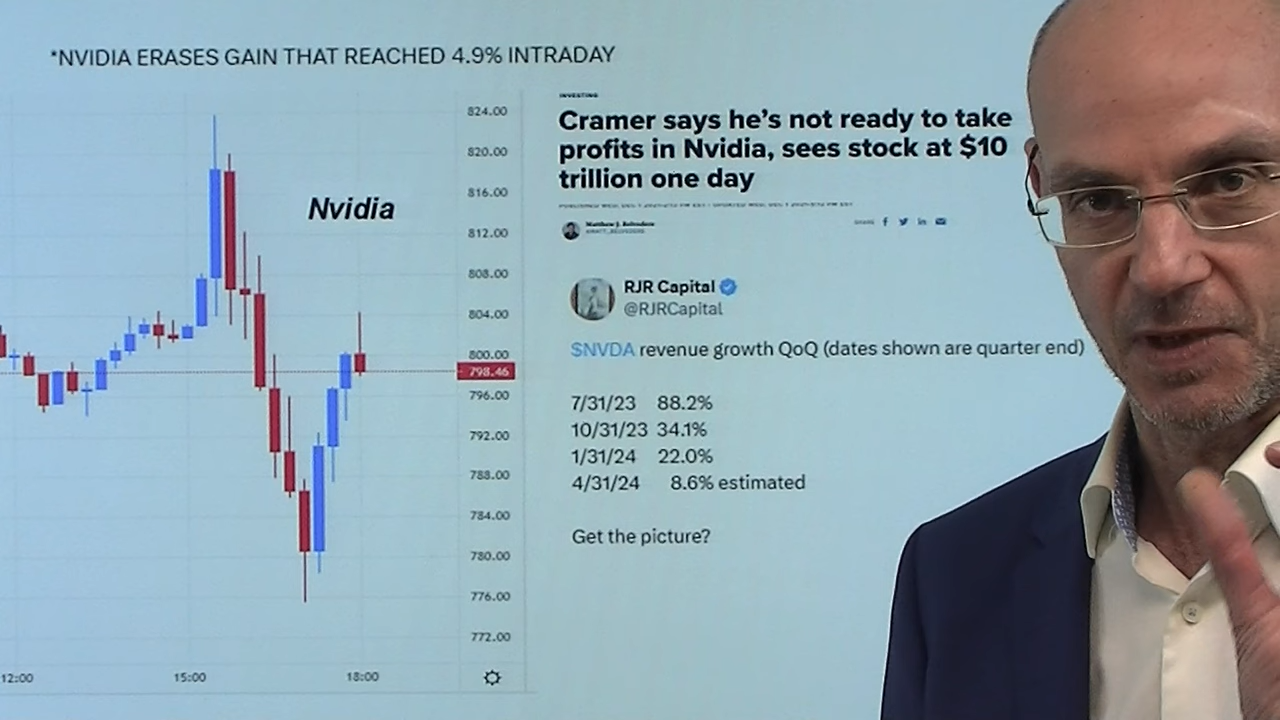 *NVIDIA ERASES GAIN THAT REACHED 4.9% INTRADAY
824.00
820.00
816.00
812.00
808.00
804.00
800.00
798.46
796.00
792.00
788.00
784.00
780.00
776.00
772.00
12:00
15:00
18:00
Nvidia
INVESTING
Cramer says he's not ready to take
profits in Nvidia, sees stock at $10
trillion one day
Matthew J. Belvedere
SHARE
RJR Capital
@RJRCapital
$NVDA revenue growth QoQ (dates shown are quarter end)
7/31/23 88.2%
10/31/23 34.1%
1/31/24 22.0%
4/31/24 8.6% estimated
Get the picture?